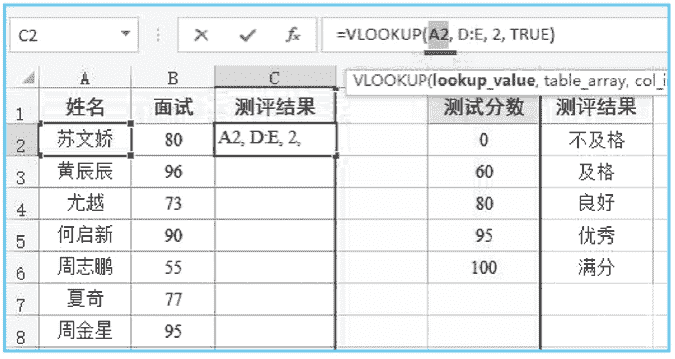 C2 =VLOOKUP(A2, D:E, 2, TRUE)
VLOOKUP(lookup_value, table_array, col_i
A B C
1 姓名 面试 测评结果 测试分数 测评结果
2 苏文娇 80 A2, D:E, 2, 0 不及格
3 黄辰辰 96 60 及格
4 尤越 73 80 良好
5 何启新 90 95 优秀
6 周志鹏 55 100 满分
7 夏奇 77
8 周金星 95